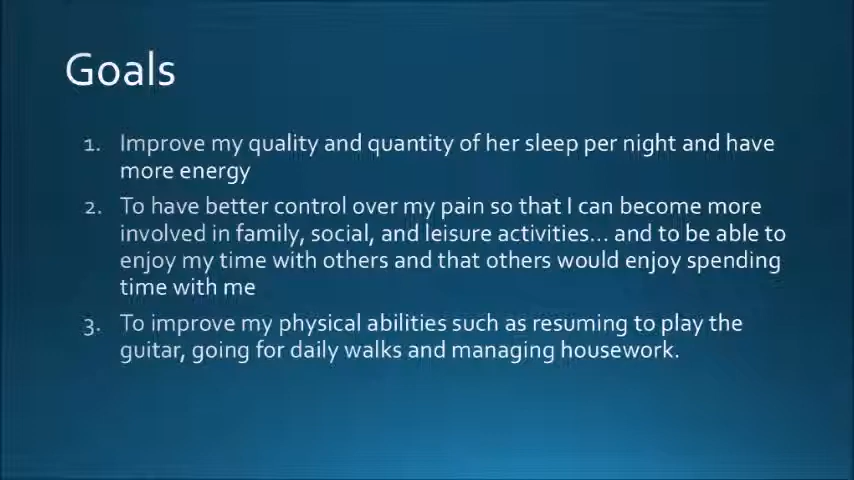 Goals
1. Improve my quality and quantity of her sleep per night and have
more energy
2. To have better control over my pain so that I can become more
involved in family, social, and leisure activities... and to be able to
enjoy my time with others and that others would enjoy spending
time with me
3. To improve my physical abilities such as resuming to play the
guitar, going for daily walks and managing housework.